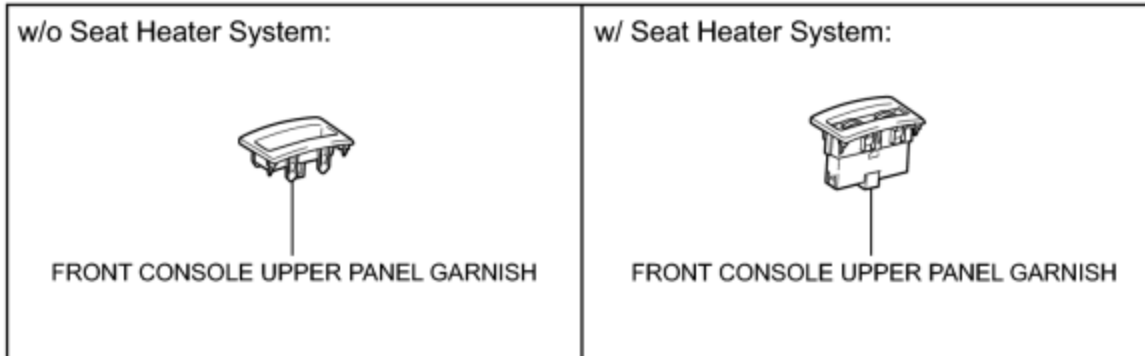 w/o Seat Heater System:
FRONT CONSOLE UPPER PANEL GARNISH
w/ Seat Heater System:
FRONT CONSOLE UPPER PANEL GARNISH